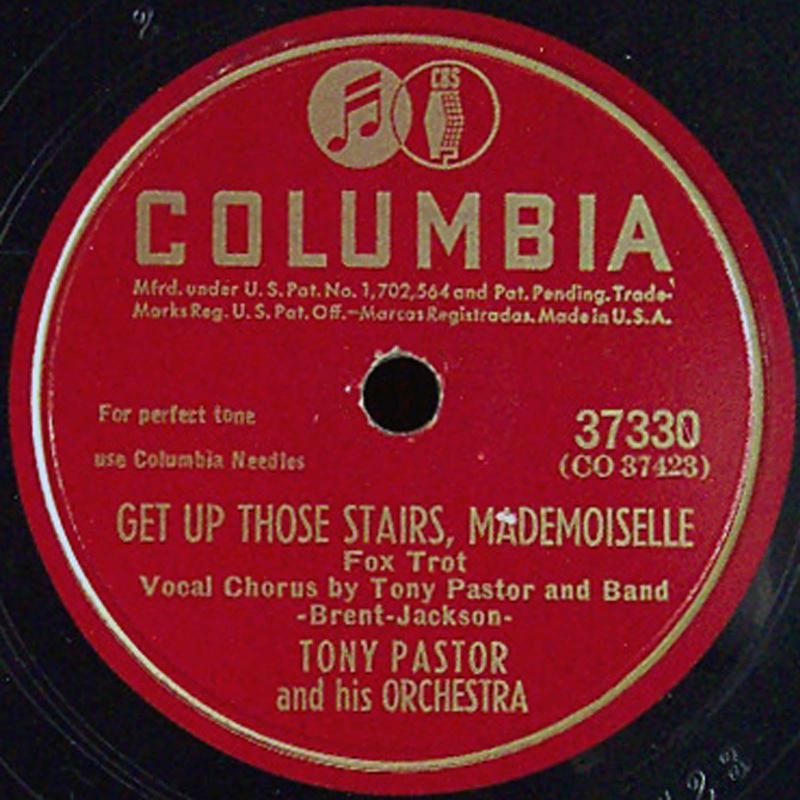 CBS
COLUMBIA
Mfrd. under U. S. Pat. No. 1,702,564 and Pat. Pending. Trade-
Marks Reg. U. S. Pat. Off.—Marcas Registradas. Made in U. S. A.
For perfect tone
use Columbia Needles
37330
(CO 37423)
GET UP THOSE STAIRS, MADEMOISELLE
Fox Trot
Vocal Chorus by Tony Pastor and Band
-Brent-Jackson-
TONY PASTOR
and his ORCHESTRA